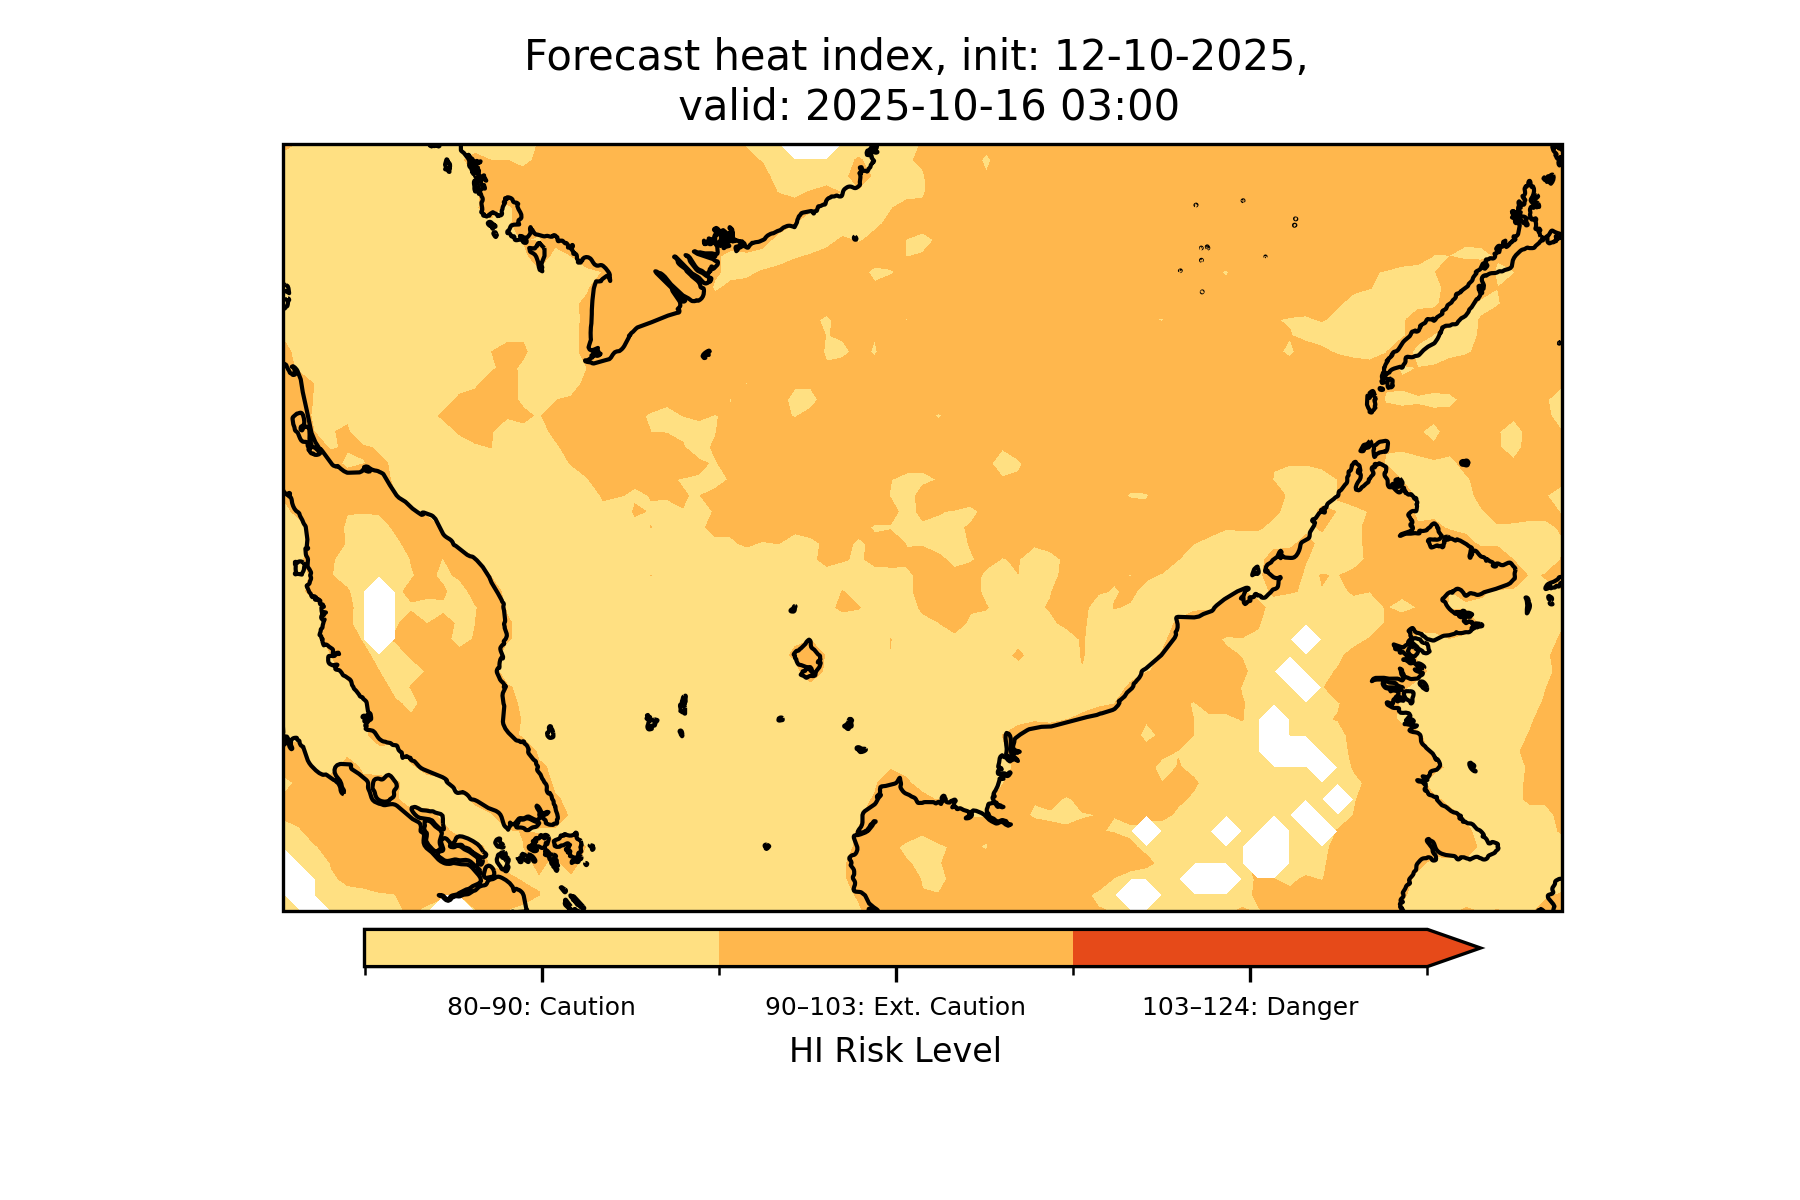 Forecast heat index, init: 12-10-2025,
valid: 2025-10-16 03:00
80–90: Caution
90–103: Ext. Caution
103–124: Danger
HI Risk Level